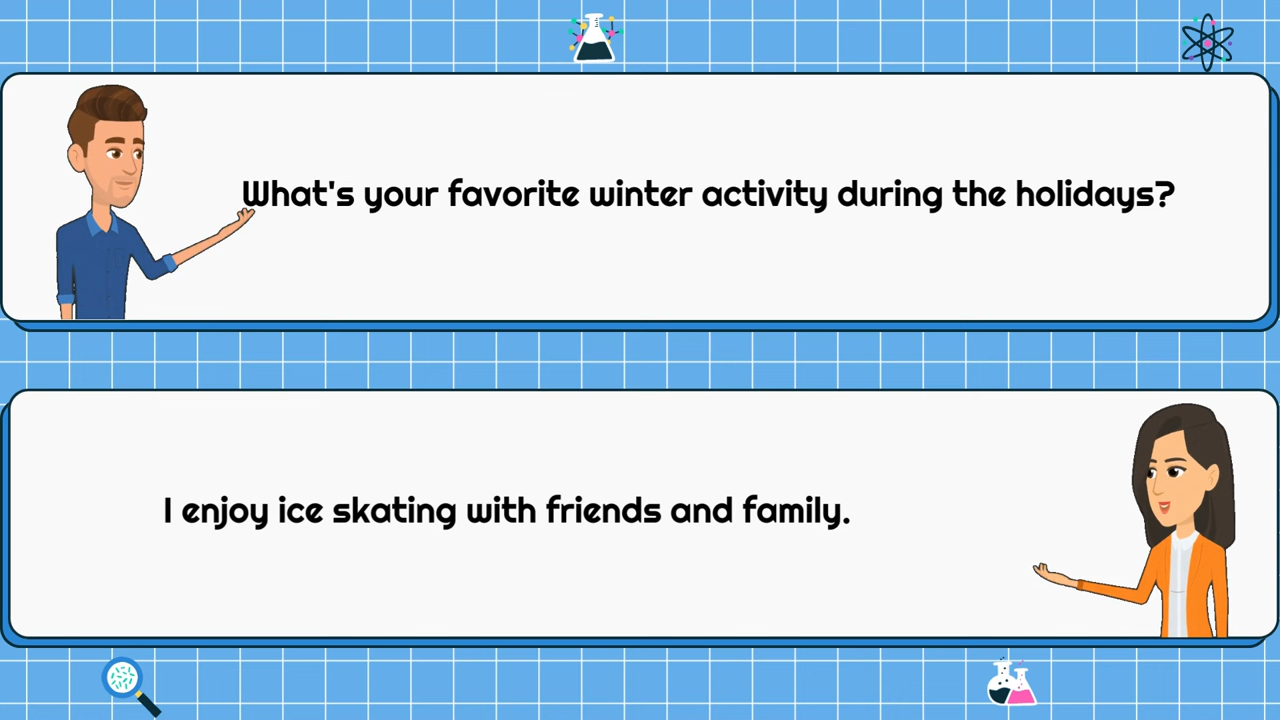 What's your favorite winter activity during the holidays?
I enjoy ice skating with friends and family.